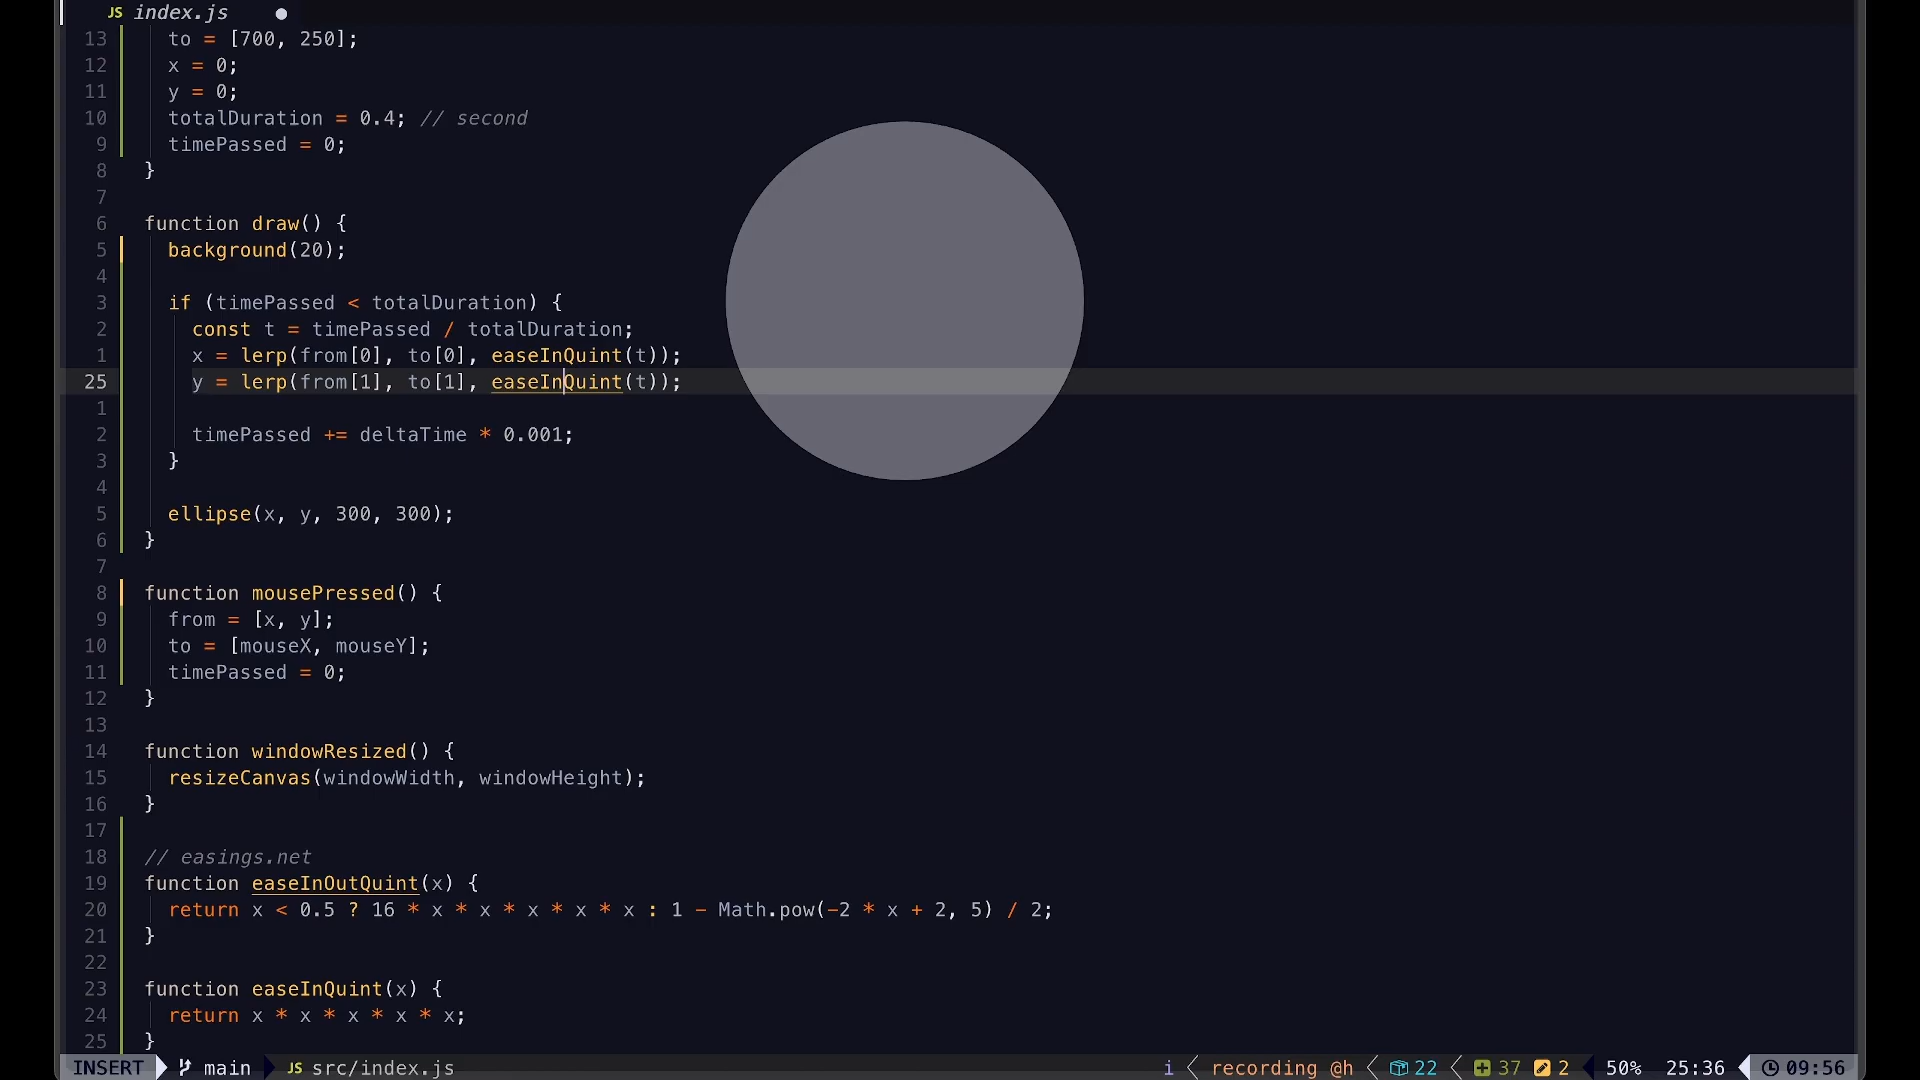 JS index.js ●
13 to = [700, 250];
12 x = 0;
11 y = 0;
10 totalDuration = 0.4; // second
9 timePassed = 0;
8 }
7
6 function draw() {
5 background(20);
4
3 if (timePassed < totalDuration) {
2 const t = timePassed / totalDuration;
1 x = lerp(from[0], to[0], easeInQuint(t));
25 y = lerp(from[1], to[1], easeInQuint(t));
1
2 timePassed += deltaTime * 0.001;
3 }
4
5 ellipse(x, y, 300, 300);
6 }
7
8 function mousePressed() {
9 from = [x, y];
10 to = [mouseX, mouseY];
11 timePassed = 0;
12 }
13
14 function windowResized() {
15 resizeCanvas(windowWidth, windowHeight);
16 }
17
18 // easings.net
19 function easeInOutQuint(x) {
20 return x < 0.5 ? 16 * x * x * x * x * x : 1 - Math.pow(-2 * x + 2, 5) / 2;
21 }
22
23 function easeInQuint(x) {
24 return x * x * x * x * x;
25 }
INSERT main JS src/index.js i recording @h 22 37 2 50% 25:36 09:56